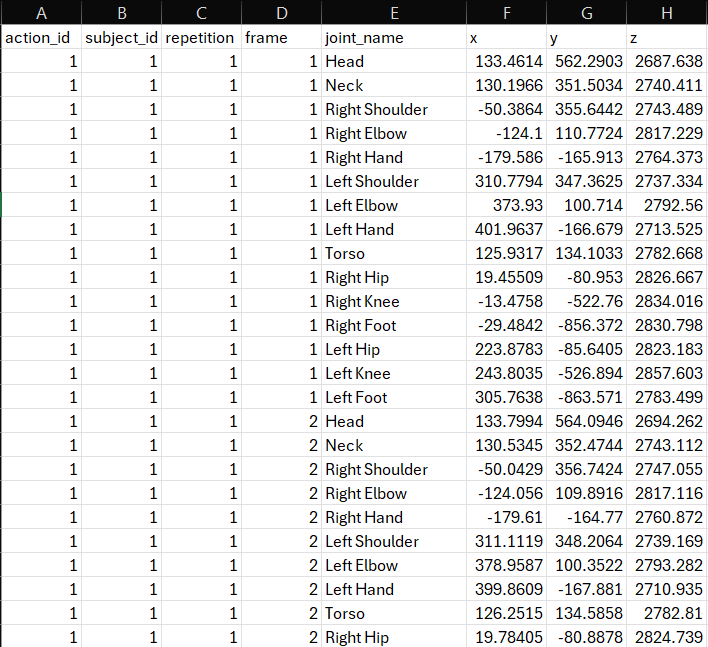 A B C D E F G H
action_id subject_id repetition frame joint_name x y z
1 1 1 1 Head 133.4614 562.2903 2687.638
1 1 1 1 Neck 130.1966 351.5034 2740.411
1 1 1 1 Right Shoulder -50.3864 355.6442 2743.489
1 1 1 1 Right Elbow -124.1 110.7724 2817.229
1 1 1 1 Right Hand -179.586 -165.913 2764.373
1 1 1 1 Left Shoulder 310.7794 347.3625 2737.334
1 1 1 1 Left Elbow 373.93 100.714 2792.56
1 1 1 1 Left Hand 401.9637 -166.679 2713.525
1 1 1 1 Torso 125.9317 134.1033 2782.668
1 1 1 1 Right Hip 19.45509 -80.953 2826.667
1 1 1 1 Right Knee -13.4758 -522.76 2834.016
1 1 1 1 Right Foot -29.4842 -856.372 2830.798
1 1 1 1 Left Hip 223.8783 -85.6405 2823.183
1 1 1 1 Left Knee 243.8035 -526.894 2857.603
1 1 1 1 Left Foot 305.7638 -863.571 2783.499
1 1 1 2 Head 133.7994 564.0946 2694.262
1 1 1 2 Neck 130.5345 352.4744 2743.112
1 1 1 2 Right Shoulder -50.0429 356.7424 2747.055
1 1 1 2 Right Elbow -124.056 109.8916 2817.116
1 1 1 2 Right Hand -179.61 -164.77 2760.872
1 1 1 2 Left Shoulder 311.1119 348.2064 2739.169
1 1 1 2 Left Elbow 378.9587 100.3522 2793.282
1 1 1 2 Left Hand 399.8609 -167.881 2710.935
1 1 1 2 Torso 126.2515 134.5858 2782.81
1 1 1 2 Right Hip 19.78405 -80.8878 2824.739